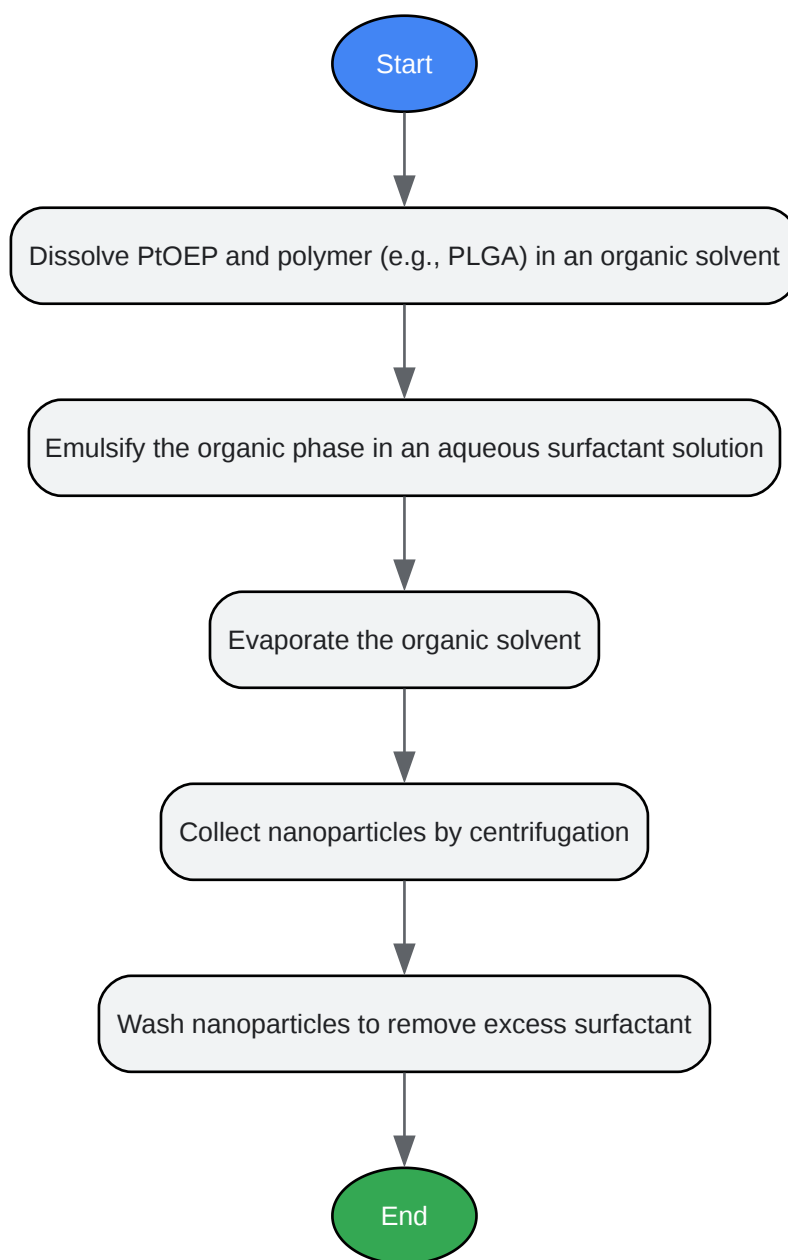 Start
Dissolve PtOEP and polymer (e.g., PLGA) in an organic solvent
Emulsify the organic phase in an aqueous surfactant solution
Evaporate the organic solvent
Collect nanoparticles by centrifugation
Wash nanoparticles to remove excess surfactant
End